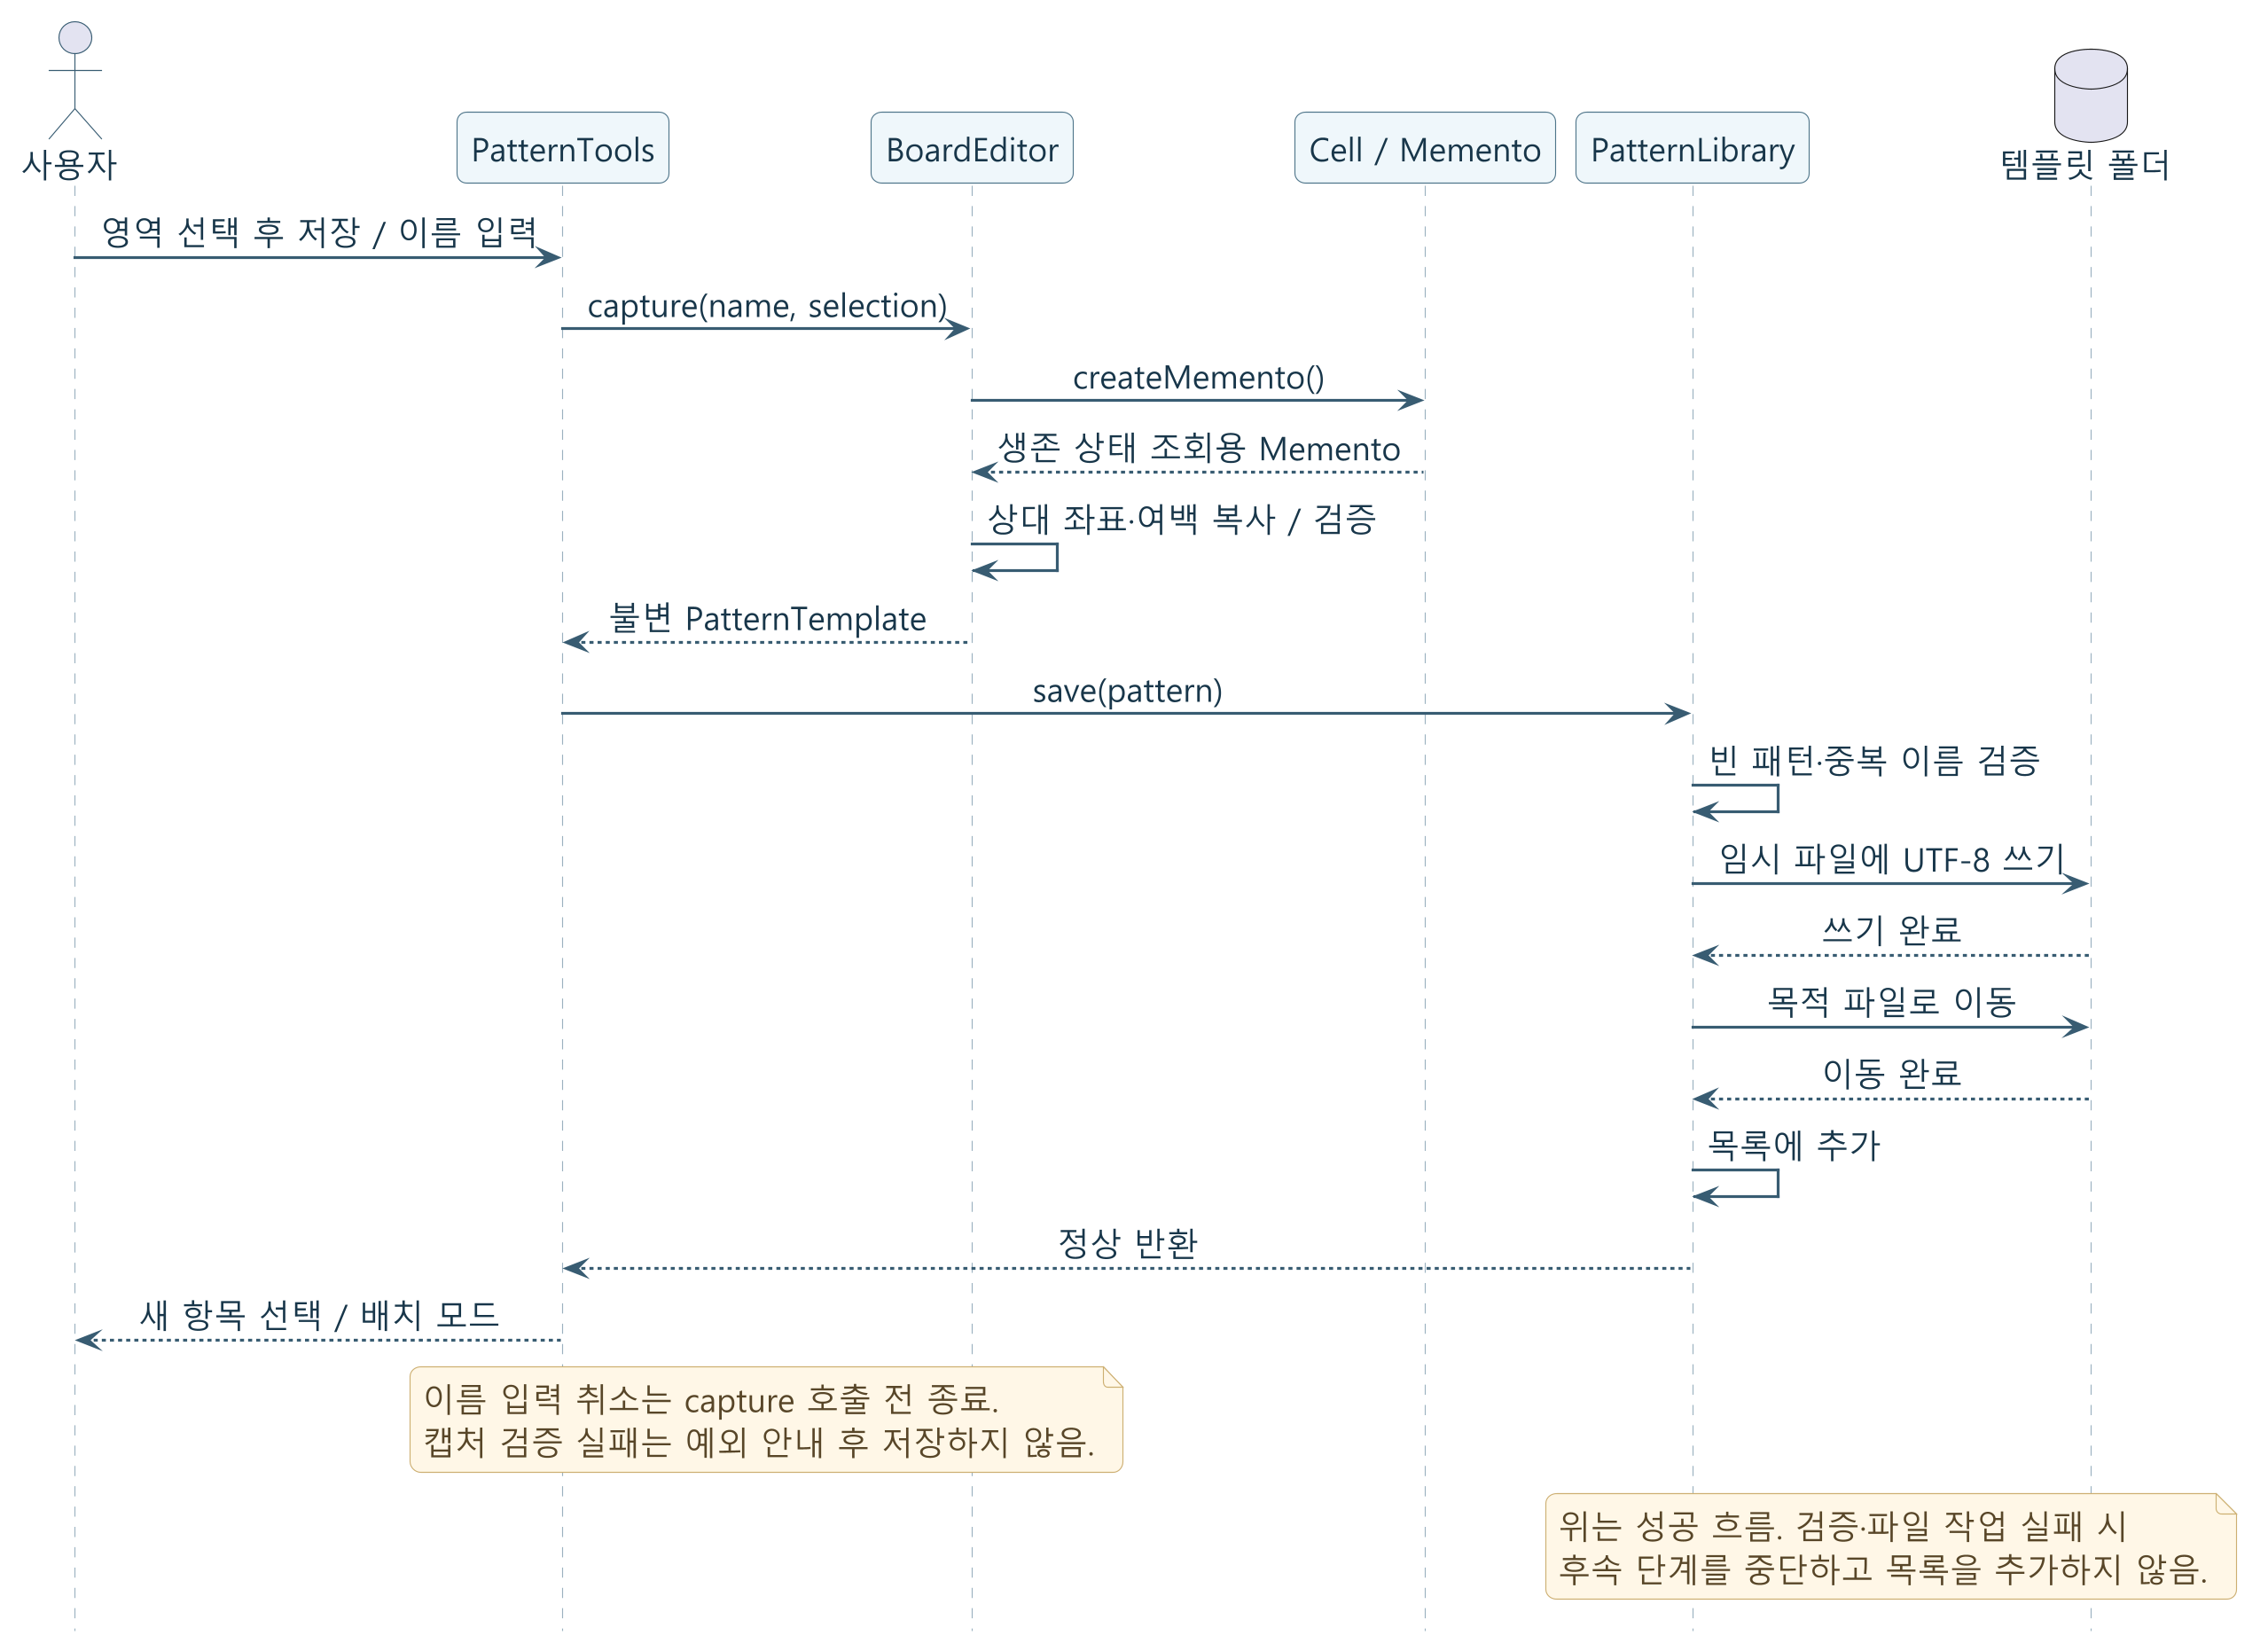 사용자
PatternTools
BoardEditor
Cell / Memento
PatternLibrary
템플릿 폴더
영역 선택 후 저장 / 이름 입력
capture(name, selection)
createMemento()
생존 상태 조회용 Memento
상대 좌표·여백 복사 / 검증
불변 PatternTemplate
save(pattern)
빈 패턴·중복 이름 검증
임시 파일에 UTF-8 쓰기
쓰기 완료
목적 파일로 이동
이동 완료
목록에 추가
정상 반환
새 항목 선택 / 배치 모드
이름 입력 취소는 capture 호출 전 종료.
캡처 검증 실패는 예외 안내 후 저장하지 않음.
위는 성공 흐름. 검증·파일 작업 실패 시
후속 단계를 중단하고 목록을 추가하지 않음.